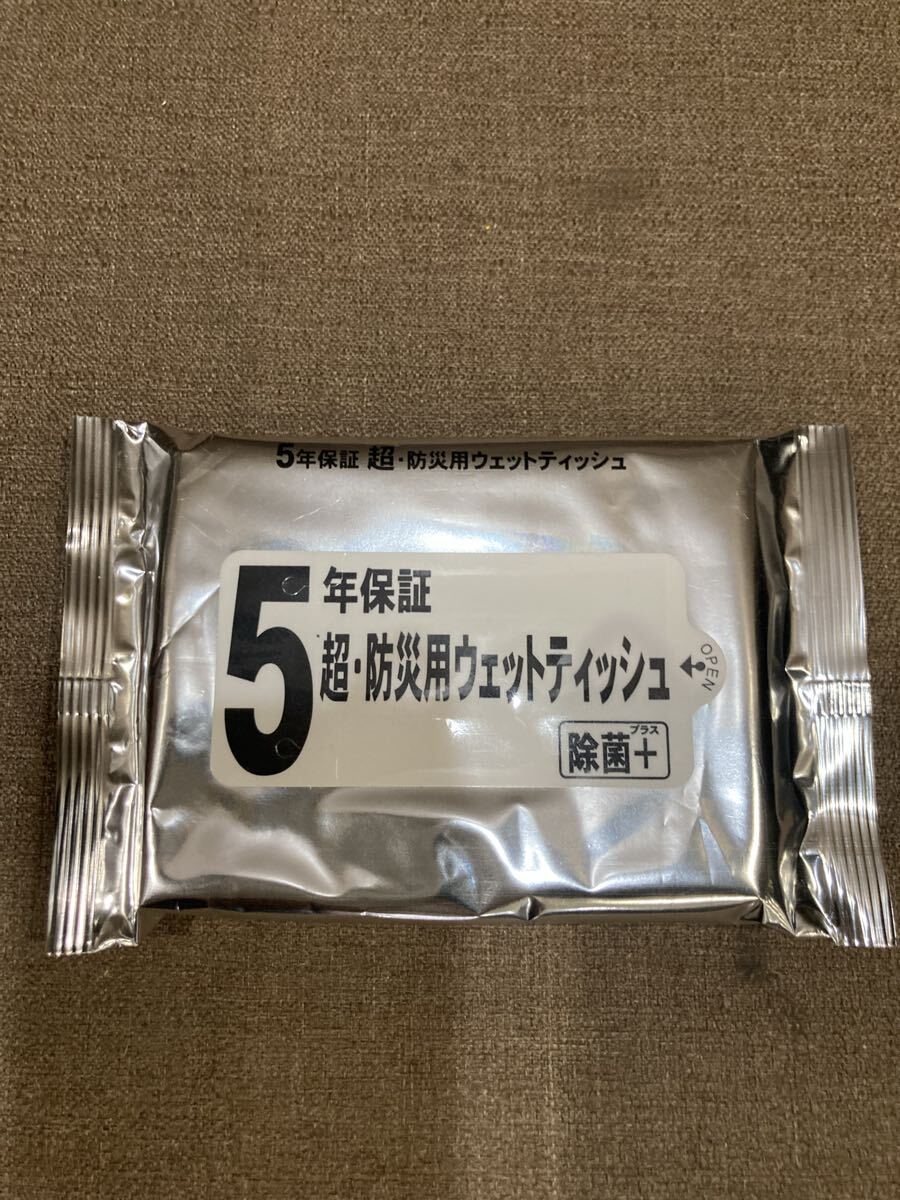 5年保証 超・防災用ウェットティッシュ
5年保証
超・防災用ウェットティッシュ
OPEN
プラス
除菌+